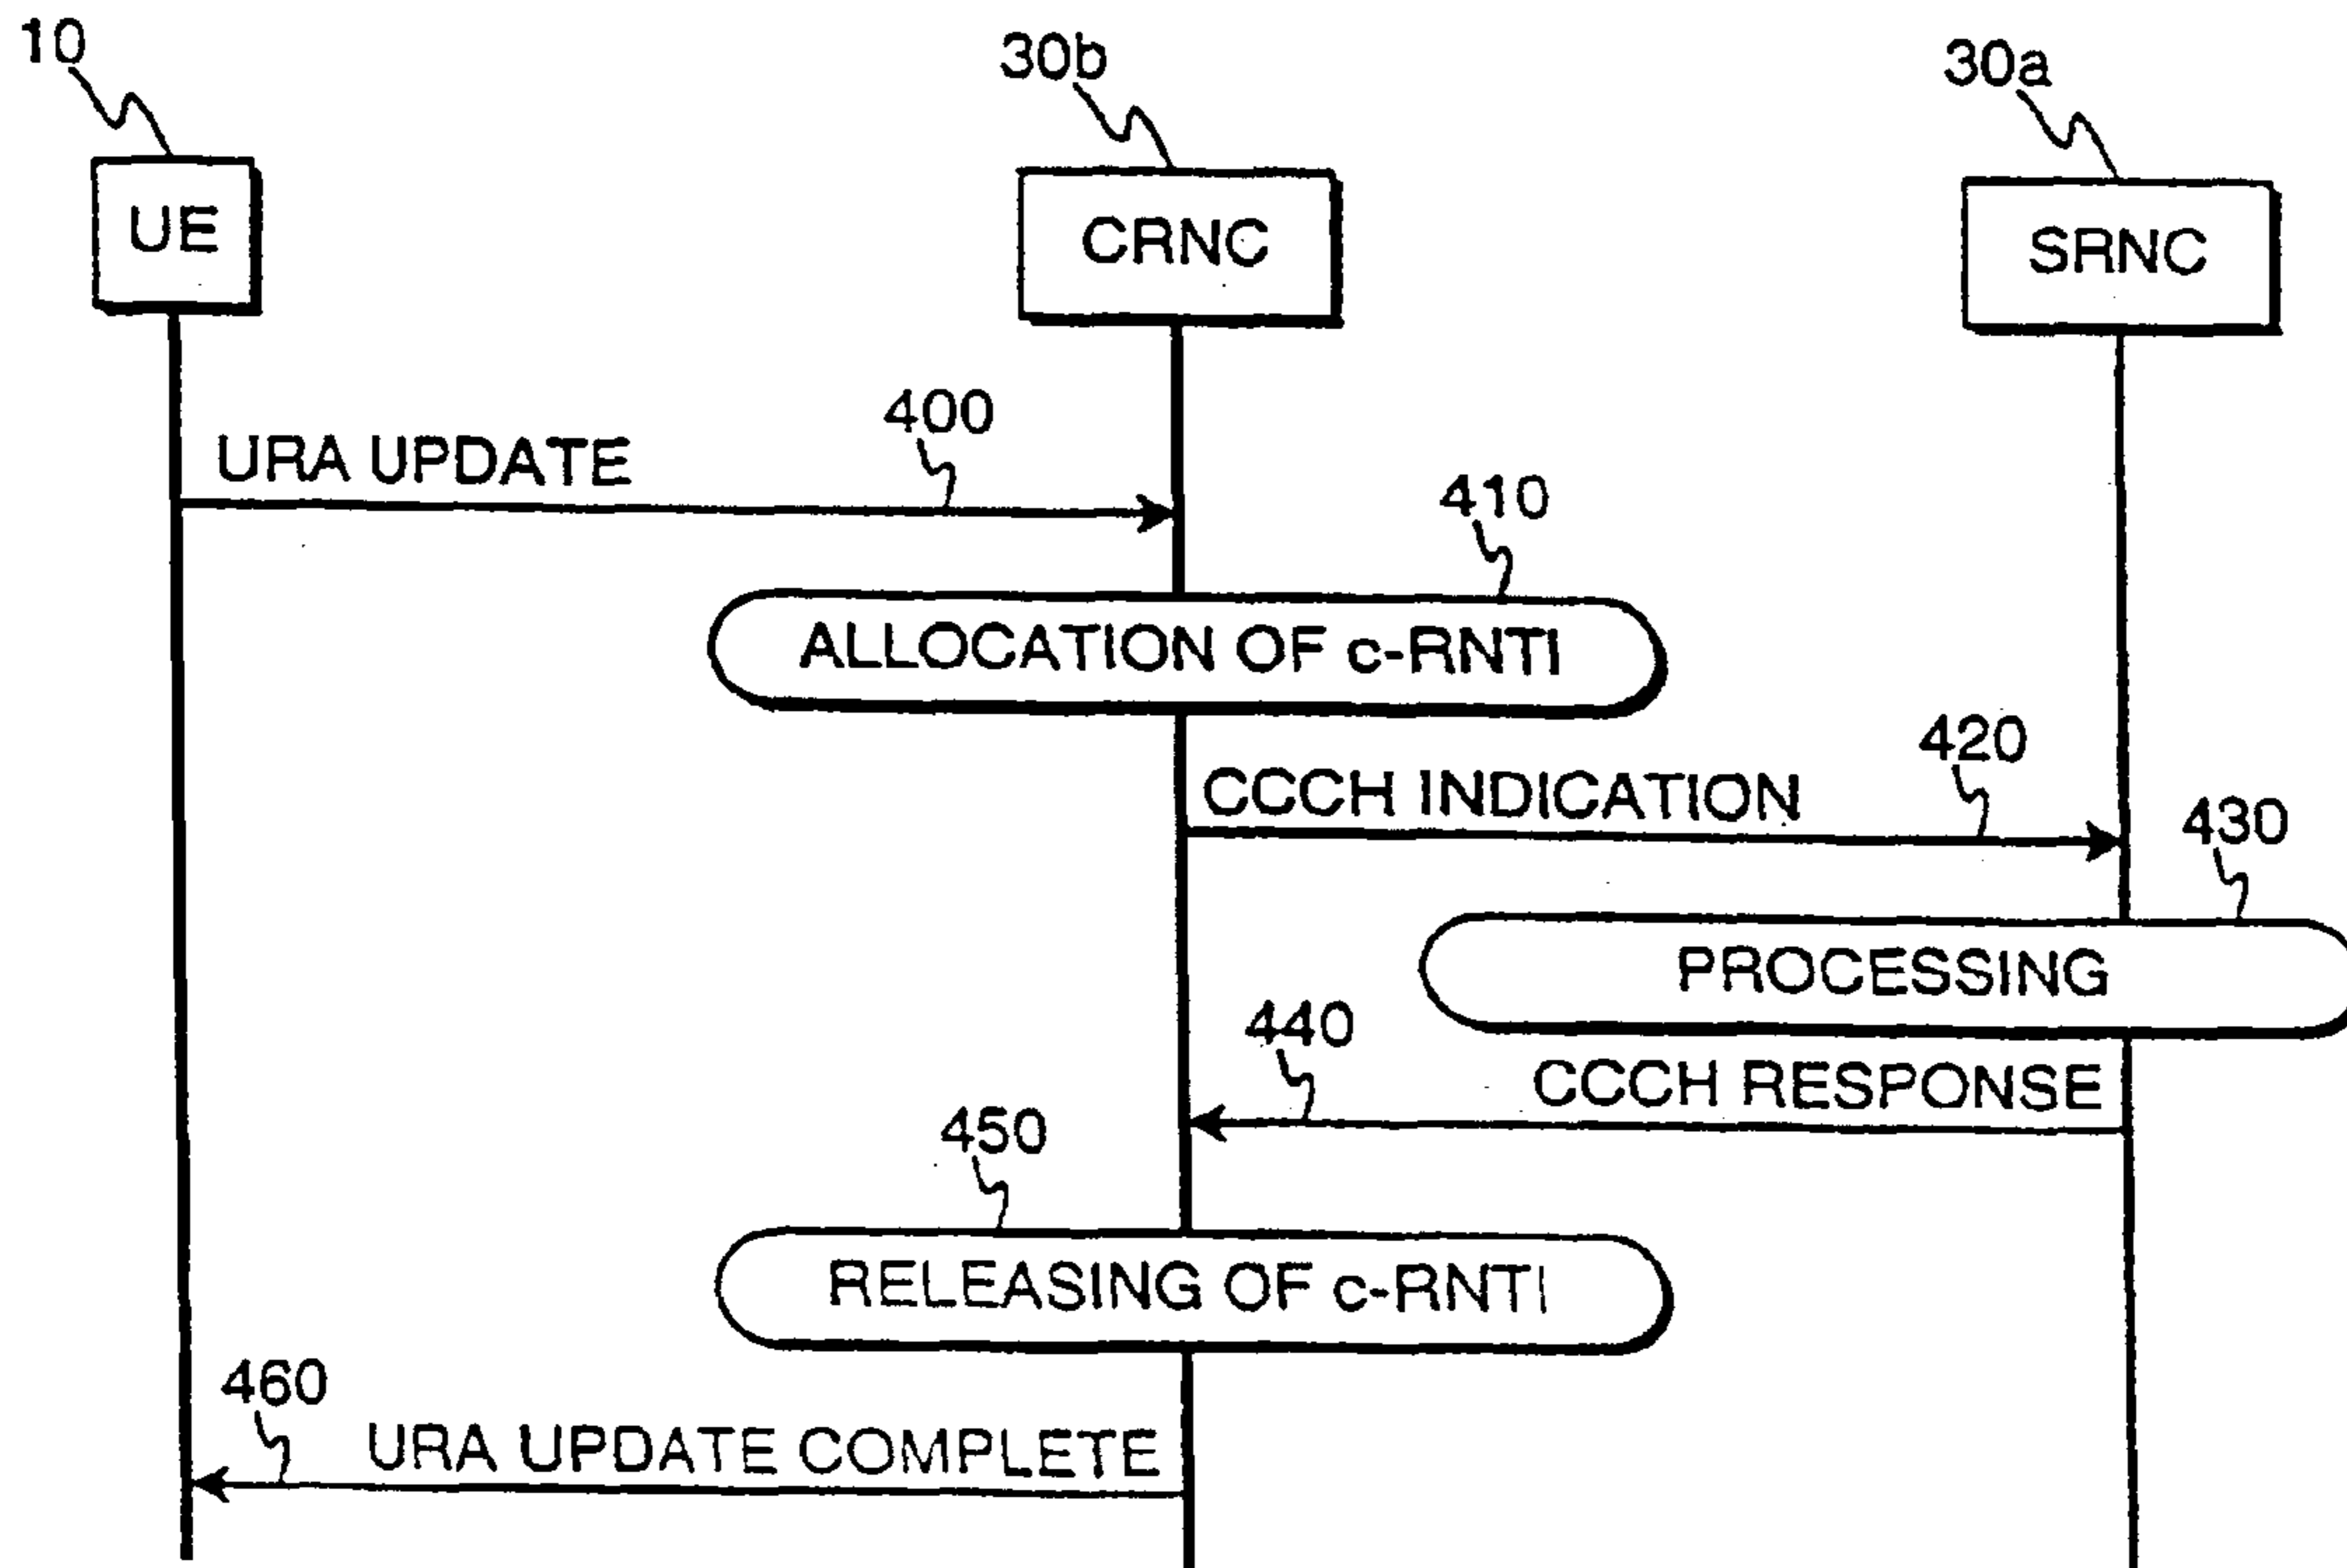 10
30b
30a
UE
CRNC
SRNC
400
URA UPDATE
410
ALLOCATION OF c-RNTI
420
CCCH INDICATION
430
PROCESSING
440
CCCH RESPONSE
450
RELEASING OF c-RNTI
460
URA UPDATE COMPLETE